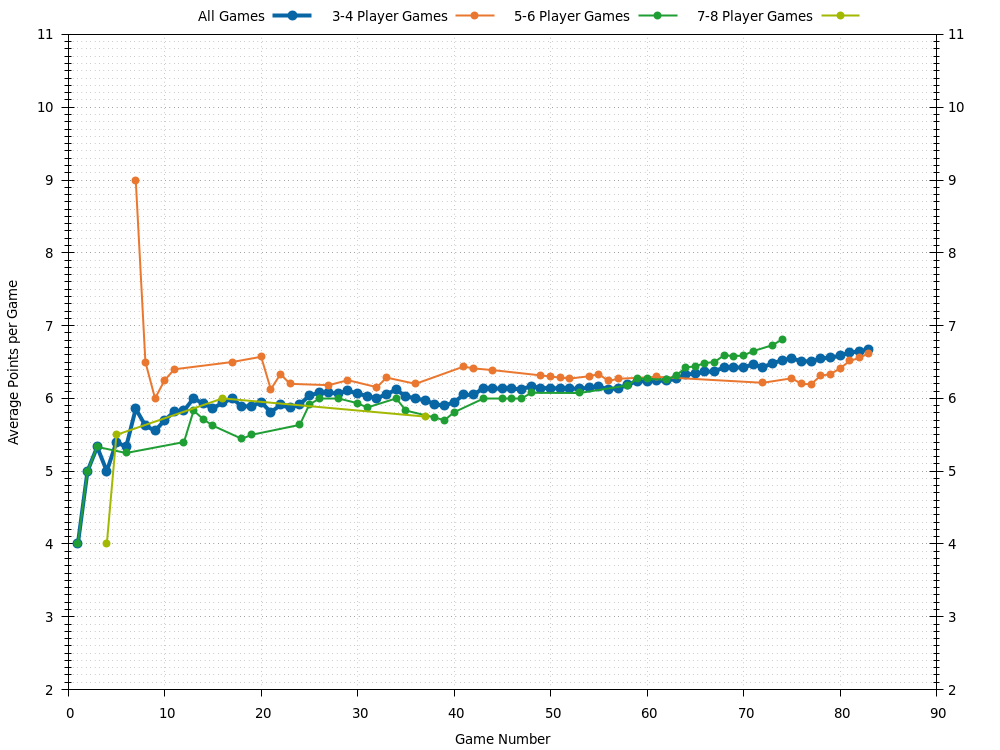 All Games 3-4 Player Games 5-6 Player Games 7-8 Player Games
11 11
10 10
9 9
8 8
7 7
6 6
5 5
4 4
3 3
2 2
Average Points per Game
0 10 20 30 40 50 60 70 80 90
Game Number